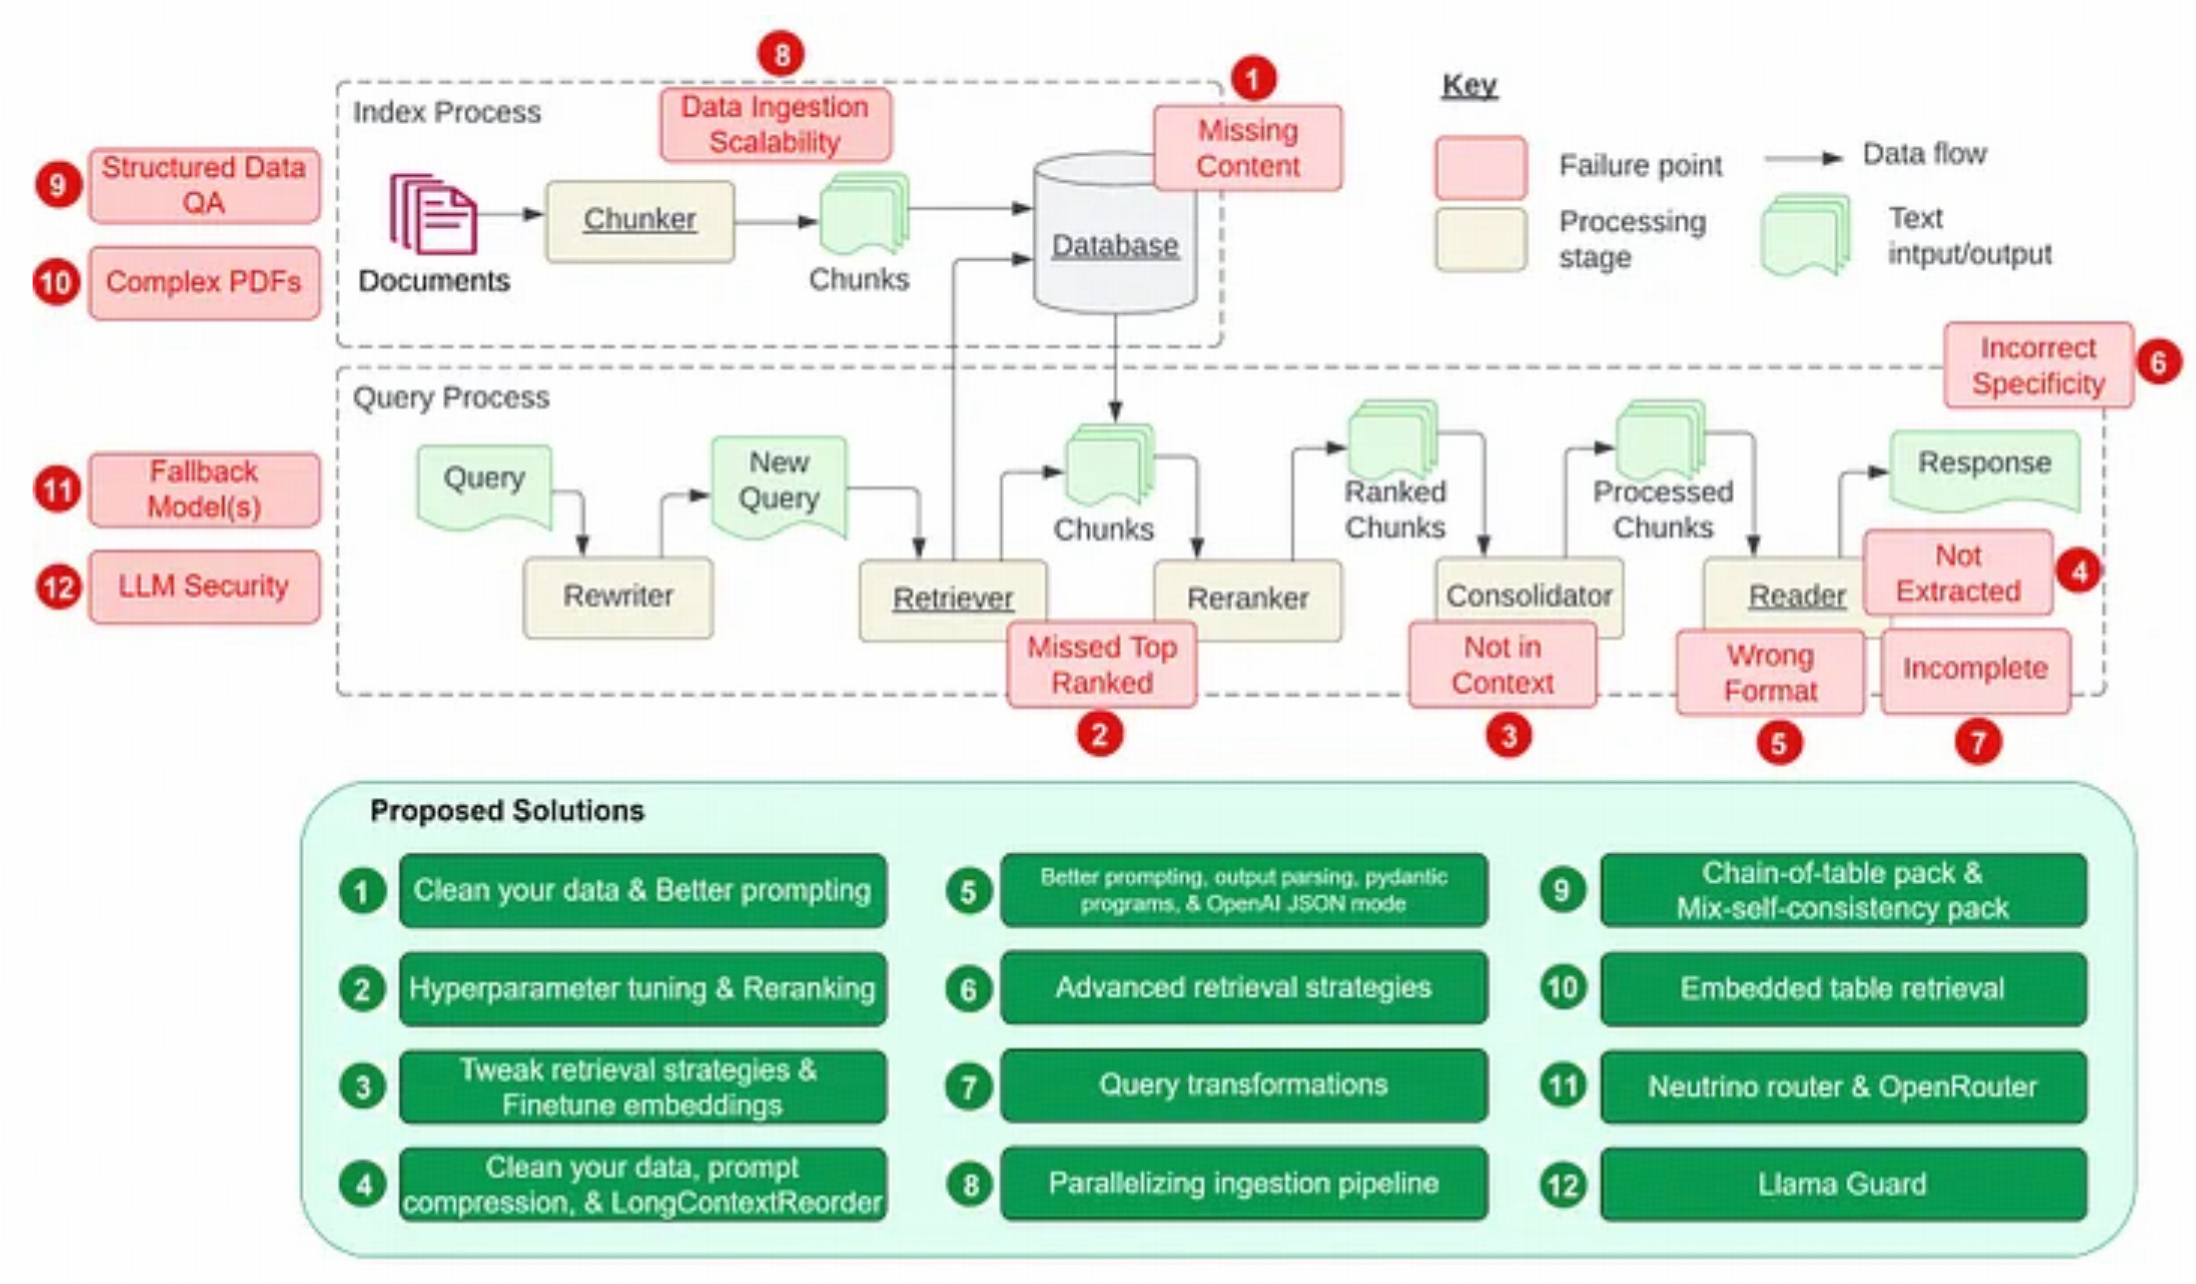 8
Index Process
Data Ingestion
Scalability
1
Missing
Content
Key
Failure point
Data flow
Processing
stage
Text
intput/output
9
Structured Data
QA
10
Complex PDFs
Documents
Chunker
Chunks
Database
Incorrect
Specificity
6
Query Process
11
Fallback
Model(s)
12
LLM Security
Query
New
Query
Chunks
Ranked
Chunks
Processed
Chunks
Response
Rewriter
Retriever
Reranker
Consolidator
Reader
Not
Extracted
4
Missed Top
Ranked
2
Not in
Context
3
Wrong
Format
5
Incomplete
7
Proposed Solutions
1
Clean your data & Better prompting
2
Hyperparameter tuning & Reranking
3
Tweak retrieval strategies &
Finetune embeddings
4
Clean your data, prompt
compression, & LongContextReorder
5
Better prompting, output parsing, pydantic
programs, & OpenAI JSON mode
6
Advanced retrieval strategies
7
Query transformations
8
Parallelizing ingestion pipeline
9
Chain-of-table pack &
Mix-self-consistency pack
10
Embedded table retrieval
11
Neutrino router & OpenRouter
12
Llama Guard